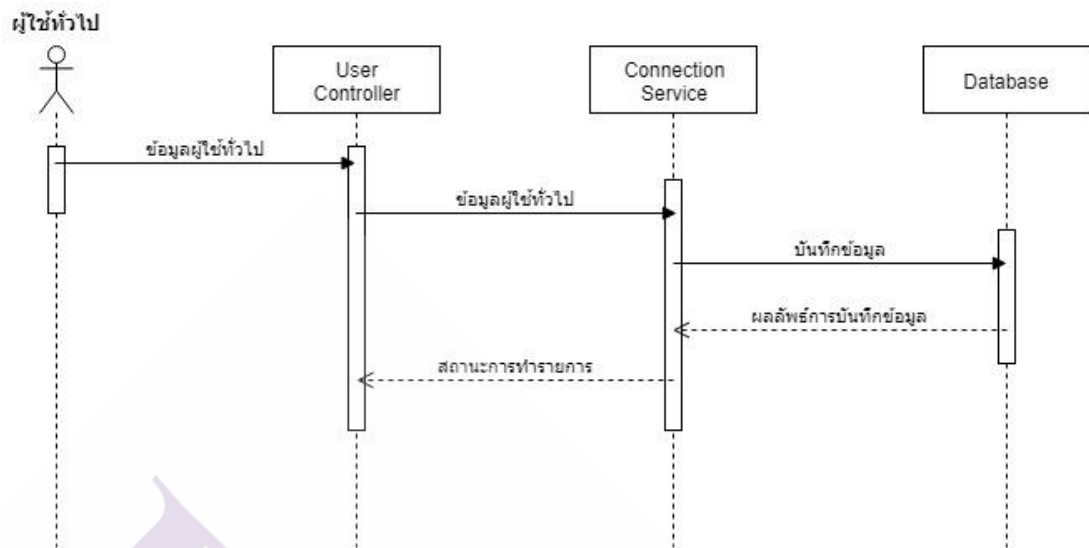 ผู้ใช้ทั่วไป
User
Controller
Connection
Service
Database
ข้อมูลผู้ใช้ทั่วไป
ข้อมูลผู้ใช้ทั่วไป
บันทึกข้อมูล
ผลลัพธ์การบันทึกข้อมูล
สถานะการทำรายการ